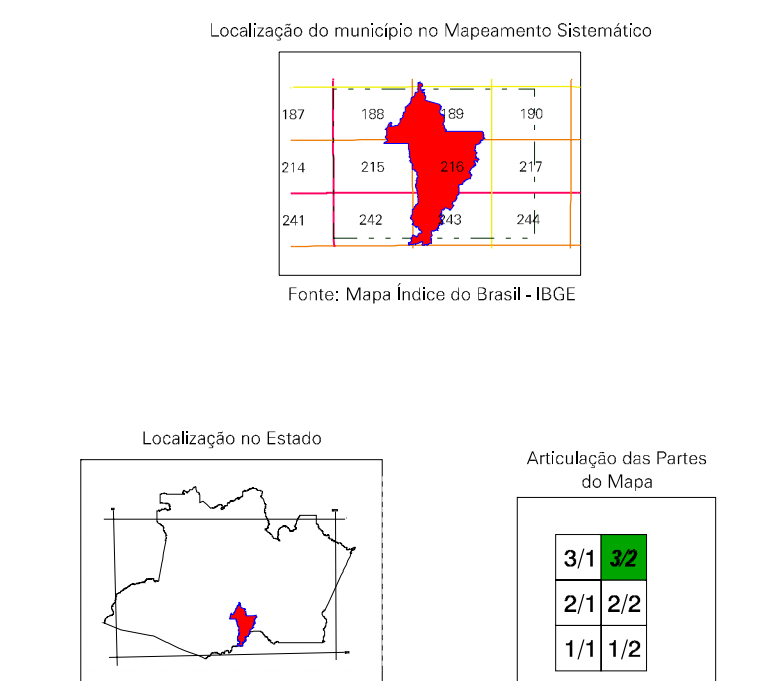 Localização do município no Mapeamento Sistemático
187 188 189 190
214 215 216 217
241 242 243 244
Fonte: Mapa Índice do Brasil - IBGE
Localização no Estado
Articulação das Partes
do Mapa
3/1 3/2
2/1 2/2
1/1 1/2